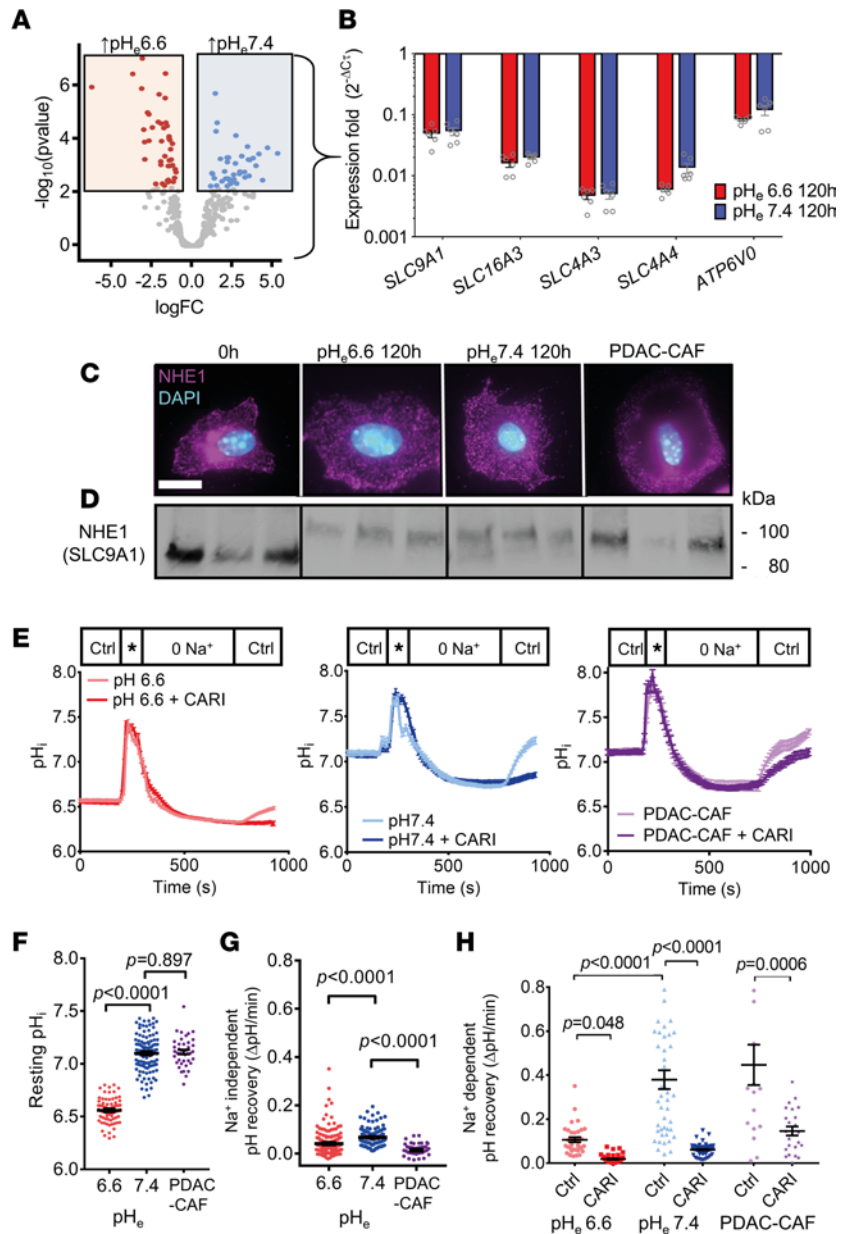 A
↑pHe6.6
↑pHe7.4
-log10(pvalue)
6
4
2
0
-5.0
-2.5
0.0
2.5
5.0
logFC
B
Expression fold (2-ΔCτ)
1
0.1
0.01
0.001
pHe 6.6 120h
pHe 7.4 120h
SLC9A1
SLC16A3
SLC4A3
SLC4A4
ATP6V0
C
0h
pHe6.6 120h
pHe7.4 120h
PDAC-CAF
NHE1
DAPI
D
NHE1
(SLC9A1)
kDa
- 100
- 80
E
Ctrl * 0 Na+ Ctrl
8.0
7.5
7.0
6.5
6.0
pHi
pH 6.6
pH 6.6 + CARI
0 500 1000
Time (s)
Ctrl * 0 Na+ Ctrl
8.0
7.5
7.0
6.5
6.0
pHi
pH7.4
pH7.4 + CARI
0 500 1000
Time (s)
Ctrl * 0 Na+ Ctrl
8.0
7.5
7.0
6.5
6.0
pHi
PDAC-CAF
PDAC-CAF + CARI
0 500 1000
Time (s)
F
Resting pHi
8.0
7.5
7.0
6.5
6.0
p=0.897
p<0.0001
6.6 7.4 PDAC
-CAF
pHe
G
Na+ independent
pH recovery (ΔpH/min)
0.8
0.6
0.4
0.2
0.0
p<0.0001
p<0.0001
6.6 7.4 PDAC
-CAF
pHe
H
Na+ dependent
pH recovery (ΔpH/min)
0.8
0.6
0.4
0.2
0.0
p<0.0001
p<0.0001
p=0.0006
p=0.048
Ctrl
CARI
Ctrl
CARI
Ctrl
CARI
pHe 6.6
pHe 7.4
PDAC-CAF